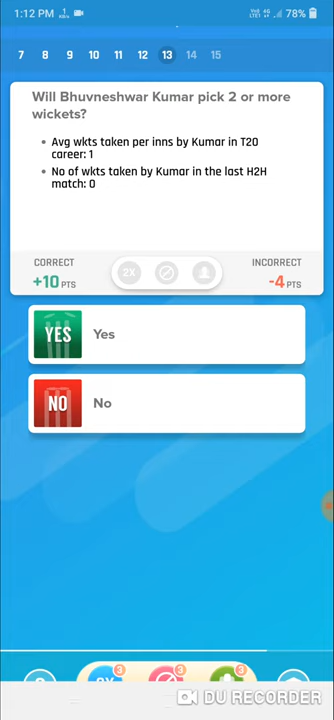 1:12 PM 78%
7 8 9 10 11 12 13 14 15
Will Bhuvneshwar Kumar pick 2 or more
wickets?
• Avg wkts taken per inns by Kumar in T20
career: 1
• No of wkts taken by Kumar in the last H2H
match: 0
CORRECT
+10 PTS
2X
INCORRECT
-4 PTS
YES Yes
NO No
3 3 3
DU RECORDER